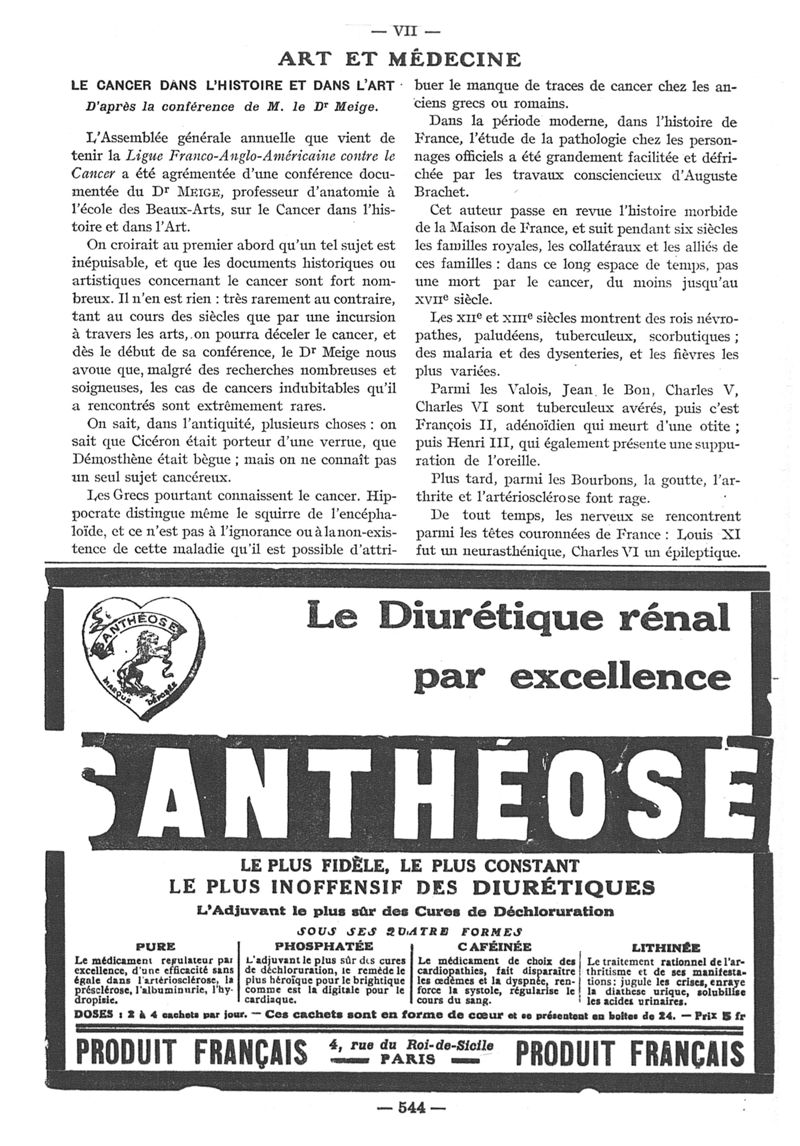 — VII —
ART ET MÉDECINE
LE CANCER DANS L'HISTOIRE ET DANS L'ART
D'après la conférence de M. le Dr Meige.
L'Assemblée générale annuelle que vient de
tenir la Ligue Franco-Anglo-Américaine contre le
Cancer a été agrémentée d'une conférence docu-
mentée du Dr MEIGE, professeur d'anatomie à
l'école des Beaux-Arts, sur le Cancer dans l'his-
toire et dans l'Art.
On croirait au premier abord qu'un tel sujet est
inépuisable, et que les documents historiques ou
artistiques concernant le cancer sont fort nom-
breux. Il n'en est rien : très rarement au contraire,
tant au cours des siècles que par une incursion
à travers les arts, on pourra déceler le cancer, et
dès le début de sa conférence, le Dr Meige nous
avoue que, malgré des recherches nombreuses et
soigneuses, les cas de cancers indubitables qu'il
a rencontrés sont extrêmement rares.
On sait, dans l'antiquité, plusieurs choses : on
sait que Cicéron était porteur d'une verrue, que
Démosthène était bègue ; mais on ne connaît pas
un seul sujet cancéreux.
Les Grecs pourtant connaissent le cancer. Hip-
pocrate distingue même le squirre de l'encépha-
loïde, et ce n'est pas à l'ignorance ou à la non-exis-
tence de cette maladie qu'il est possible d'attri-
buer le manque de traces de cancer chez les an-
ciens grecs ou romains.
Dans la période moderne, dans l'histoire de
France, l'étude de la pathologie chez les person-
nages officiels a été grandement facilitée et défri-
chée par les travaux consciencieux d'Auguste
Brachet.
Cet auteur passe en revue l'histoire morbide
de la Maison de France, et suit pendant six siècles
les familles royales, les collatéraux et les alliés de
ces familles : dans ce long espace de temps, pas
une mort par le cancer, du moins jusqu'au
XVIIe siècle.
Les XIIe et XIIIe siècles montrent des rois névro-
pathes, paludéens, tuberculeux, scorbutiques ;
des malaria et des dysenteries, et les fièvres les
plus variées.
Parmi les Valois, Jean le Bon, Charles V,
Charles VI sont tuberculeux avérés, puis c'est
François II, adénoïdien qui meurt d'une otite ;
puis Henri III, qui également présente une suppu-
ration de l'oreille.
Plus tard, parmi les Bourbons, la goutte, l'ar-
thrite et l'artériosclérose font rage.
De tout temps, les nerveux se rencontrent
parmi les têtes couronnées de France : Louis XI
fut un neurasthénique, Charles VI un épileptique.
SANTHÉOSE
MARQUE DÉPOSÉE
Le Diurétique rénal
par excellence
SANTHÉOSE
LE PLUS FIDÈLE, LE PLUS CONSTANT
LE PLUS INOFFENSIF DES DIURÉTIQUES
L'Adjuvant le plus sûr des Cures de Déchloruration
SOUS SES QUATRE FORMES
PURE
Le médicament régulateur par
excellence, d'une efficacité sans
égale dans l'artériosclérose, la
présclérose, l'albuminurie, l'hy-
dropisie.
PHOSPHATÉE
L'adjuvant le plus sûr des cures
de déchloruration, le remède le
plus héroïque pour le brightique
comme est la digitale pour le
cardiaque.
CAFÉINÉE
Le médicament de choix des
cardiopathies, fait disparaître
les œdèmes et la dyspnée, ren-
force la systole, régularise le
cours du sang.
LITHINÉE
Le traitement rationnel de l'ar-
thritisme et de ses manifesta-
tions : jugule les crises, enraye
la diathèse urique, solubilise
les acides urinaires.
DOSES : 2 à 4 cachets par jour. — Ces cachets sont en forme de cœur et se présentent en boîtes de 24. — Prix 5 fr
PRODUIT FRANÇAIS
4, rue du Roi-de-Sicile
PARIS
PRODUIT FRANÇAIS
— 544 —